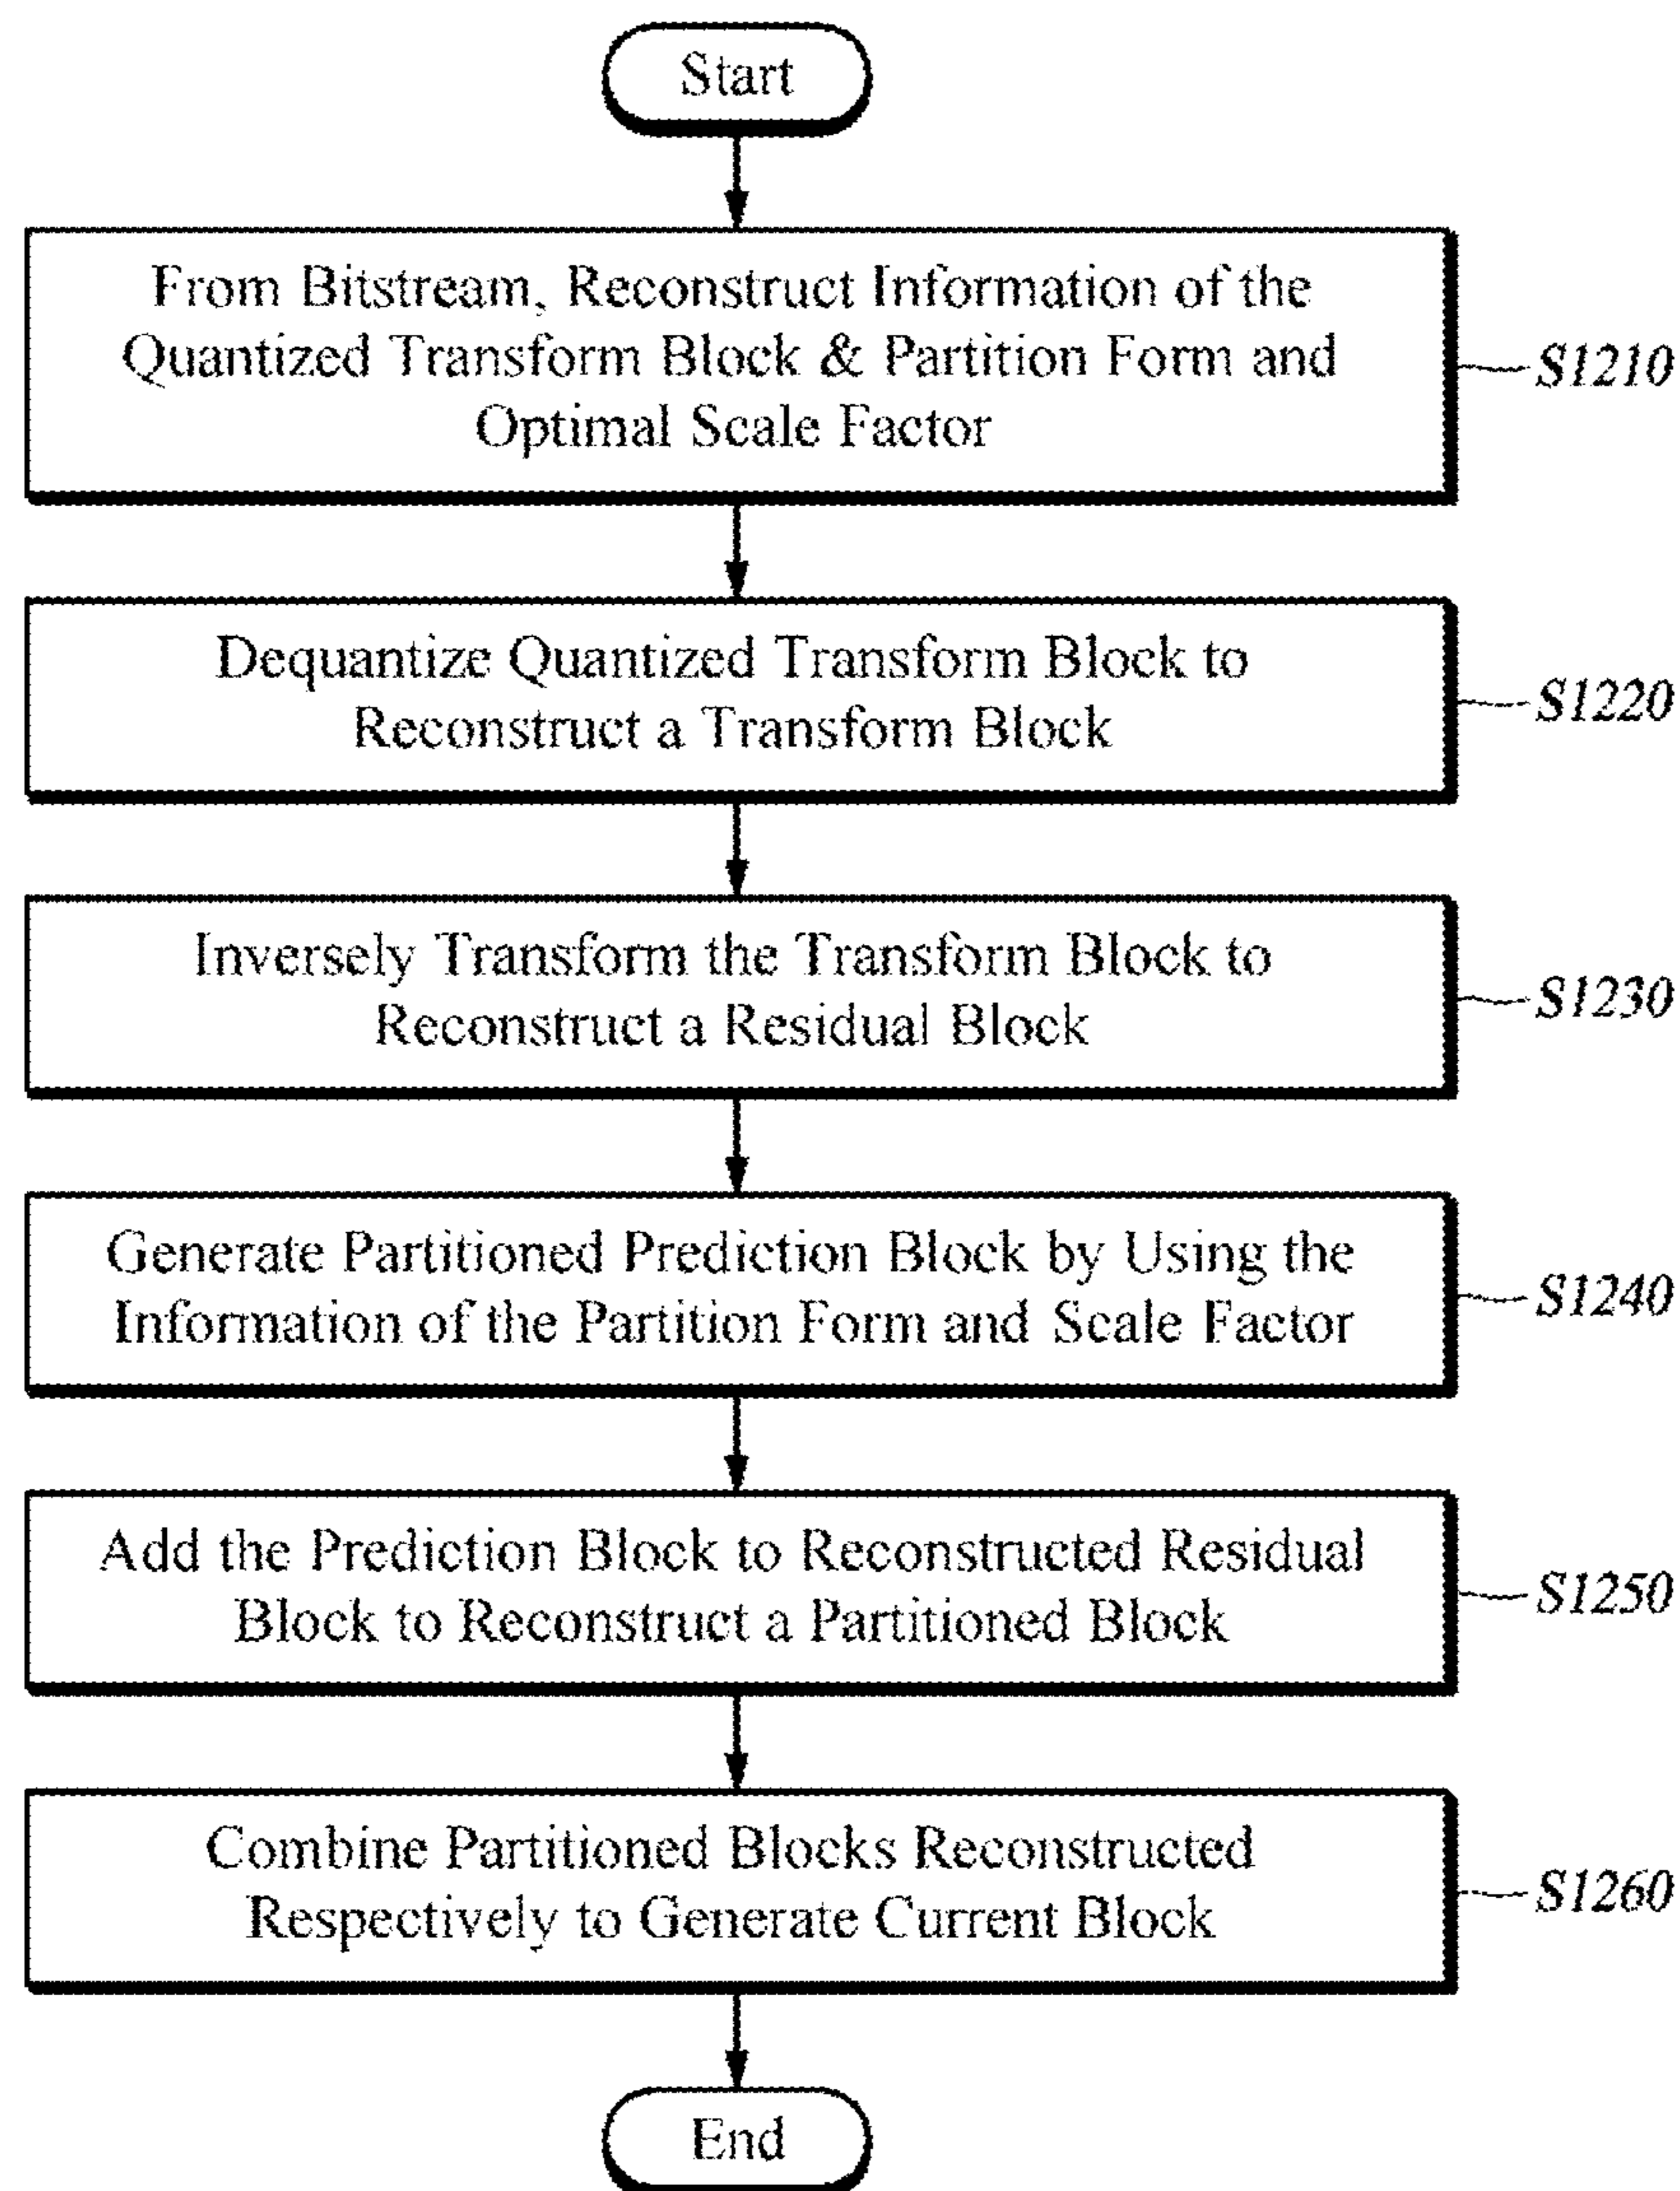 Start
From Bitstream, Reconstruct Information of the
Quantized Transform Block & Partition Form and
Optimal Scale Factor
S1210
Dequantize Quantized Transform Block to
Reconstruct a Transform Block
S1220
Inversely Transform the Transform Block to
Reconstruct a Residual Block
S1230
Generate Partitioned Prediction Block by Using the
Information of the Partition Form and Scale Factor
S1240
Add the Prediction Block to Reconstructed Residual
Block to Reconstruct a Partitioned Block
S1250
Combine Partitioned Blocks Reconstructed
Respectively to Generate Current Block
S1260
End